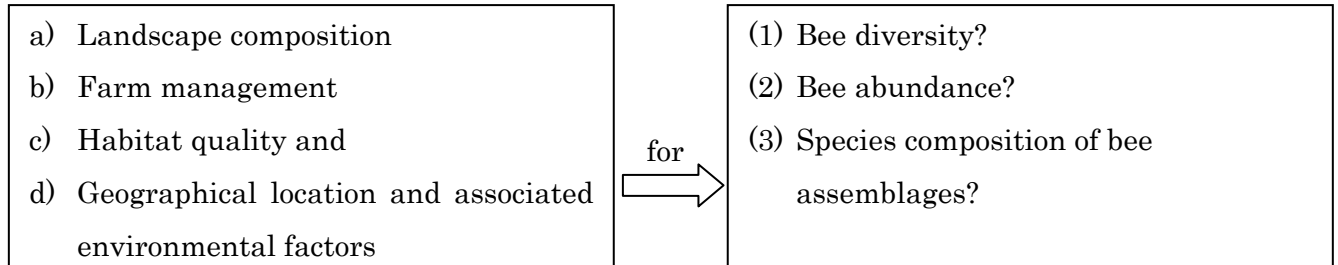 a) Landscape composition
b) Farm management
c) Habitat quality and
d) Geographical location and associated
environmental factors
for
(1) Bee diversity?
(2) Bee abundance?
(3) Species composition of bee
assemblages?